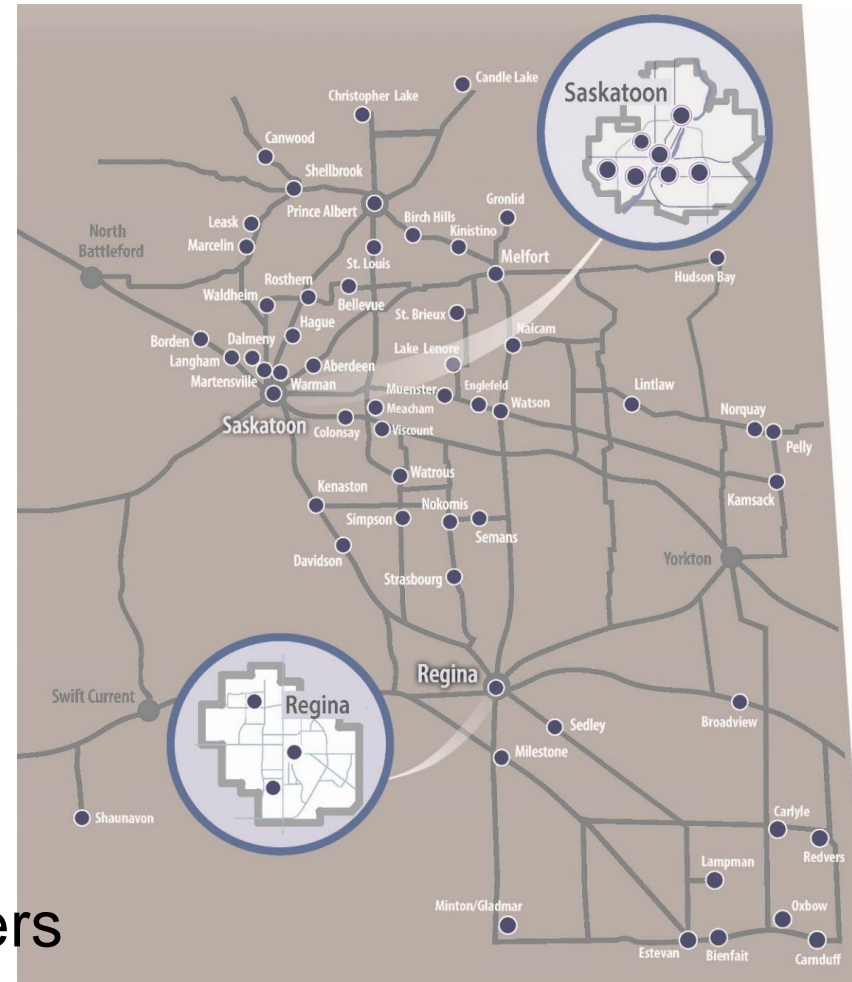 Candle Lake
Christopher Lake
Saskatoon
Canwood
Shellbrook
Prince Albert
Gronlid
Leask
Birch Hills
Kinistino
North
Battleford
Marcelin
St. Louis
Melfort
Hudson Bay
Rosthern
Waldheim
Bellevue
St. Brieux
Hague
Naicam
Borden
Dalmeny
Lake Lenore
Langham
Aberdeen
Martensville
Warman
Muenster
Englefeld
Lintlaw
Meacham
Watson
Norquay
Saskatoon
Colonsay
Viscount
Pelly
Watrous
Kenaston
Nokomis
Kamsack
Simpson
Semans
Davidson
Yorkton
Strasbourg
Regina
Swift Current
Regina
Sedley
Broadview
Milestone
Shaunavon
Carlyle
Redvers
Lampman
Minton/Gladmar
Oxbow
ers
Estevan
Bienfait
Carnduff